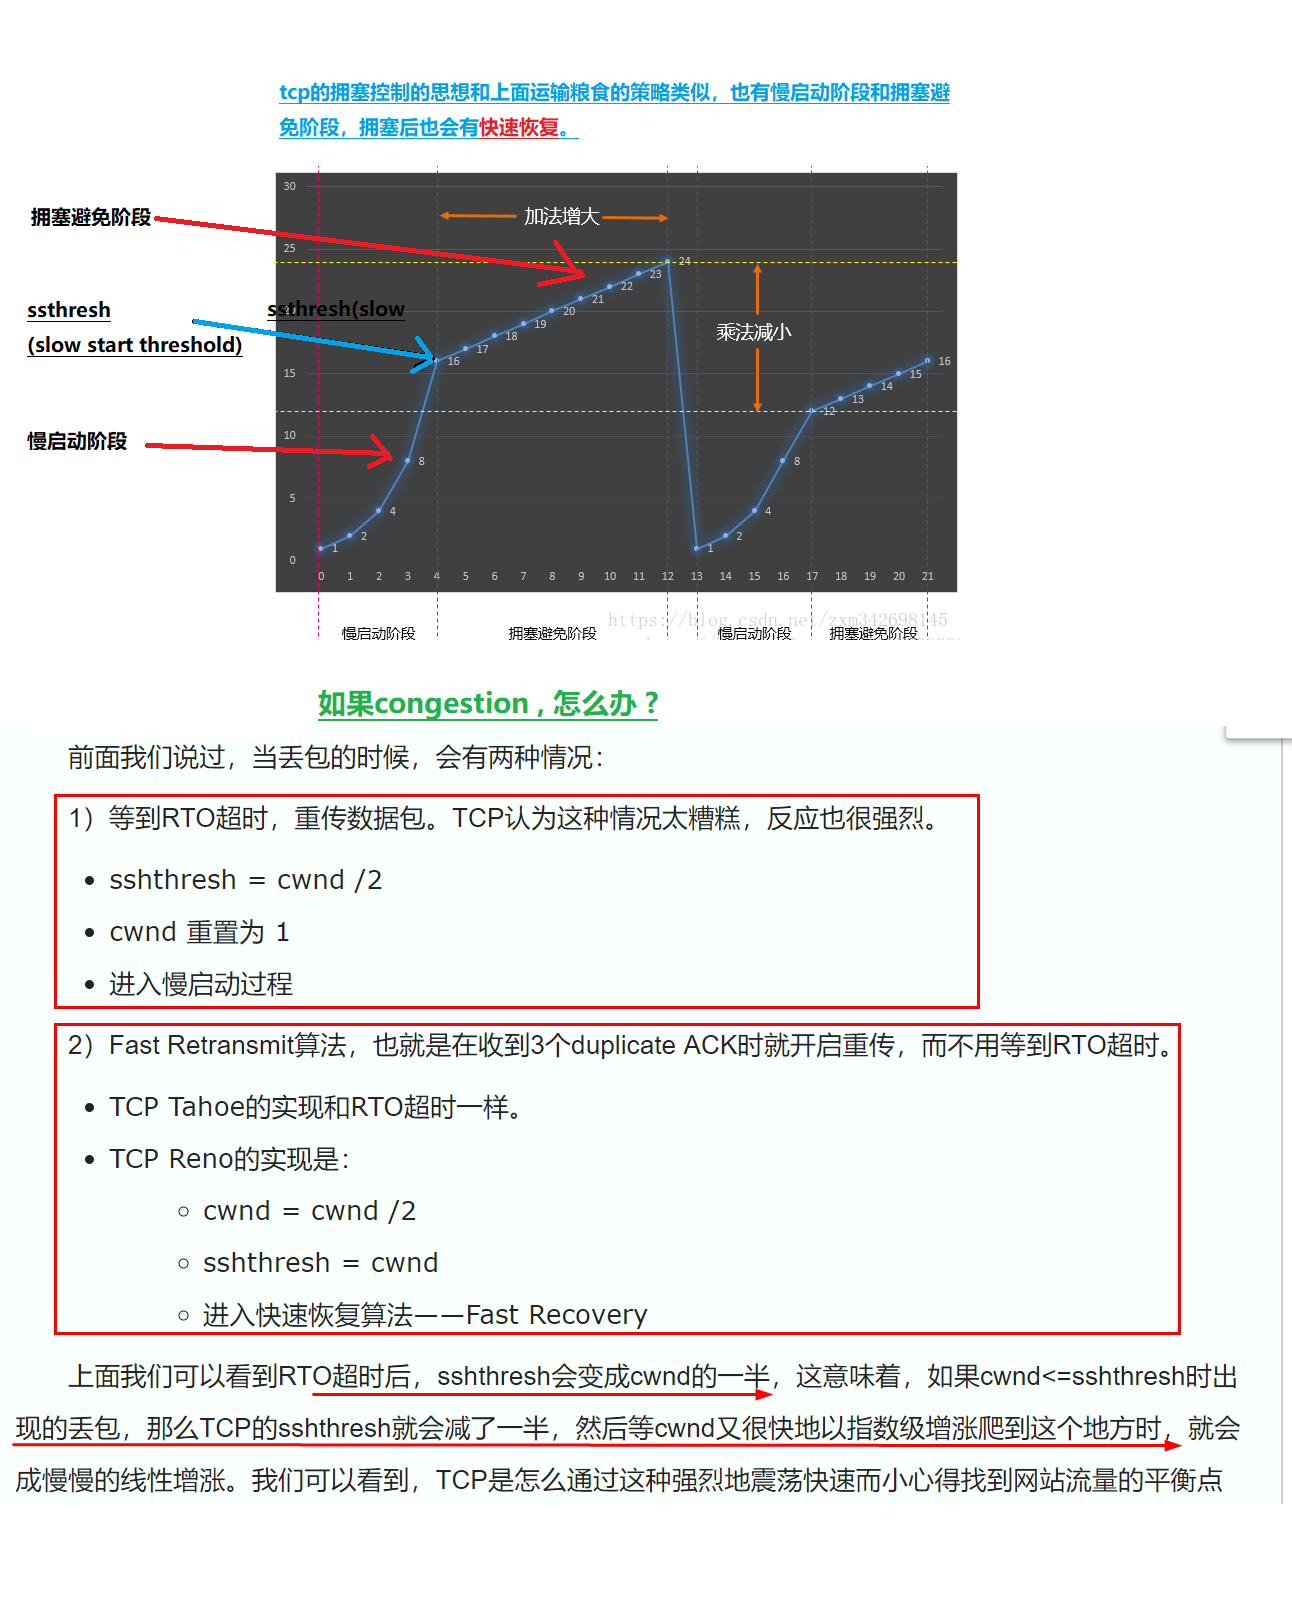 tcp的拥塞控制的思想和上面运输粮食的策略类似，也有慢启动阶段和拥塞避
免阶段，拥塞后也会有快速恢复。
30
加法增大
拥塞避免阶段
25
24
23
22
21
20
19
18
17
16
ssthresh
(slow start threshold)
ssthresh(slow
乘法减小
15
16
15
14
13
12
慢启动阶段
10
8
8
5
4
4
2
2
1
1
0
0 1 2 3 4 5 6 7 8 9 10 11 12 13 14 15 16 17 18 19 20 21
https://blog.csdn.net/zxm342698145
慢启动阶段 拥塞避免阶段 慢启动阶段 拥塞避免阶段
如果congestion , 怎么办？
前面我们说过，当丢包的时候，会有两种情况：
1）等到RTO超时，重传数据包。TCP认为这种情况太糟糕，反应也很强烈。
• sshthresh = cwnd /2
• cwnd 重置为 1
• 进入慢启动过程
2）Fast Retransmit算法，也就是在收到3个duplicate ACK时就开启重传，而不用等到RTO超时。
• TCP Tahoe的实现和RTO超时一样。
• TCP Reno的实现是：
○ cwnd = cwnd /2
○ sshthresh = cwnd
○ 进入快速恢复算法——Fast Recovery
上面我们可以看到RTO超时后，sshthresh会变成cwnd的一半，这意味着，如果cwnd<=sshthresh时出
现的丢包，那么TCP的sshthresh就会减了一半，然后等cwnd又很快地以指数级增涨爬到这个地方时，就会
成慢慢的线性增涨。我们可以看到，TCP是怎么通过这种强烈地震荡快速而小心得找到网站流量的平衡点